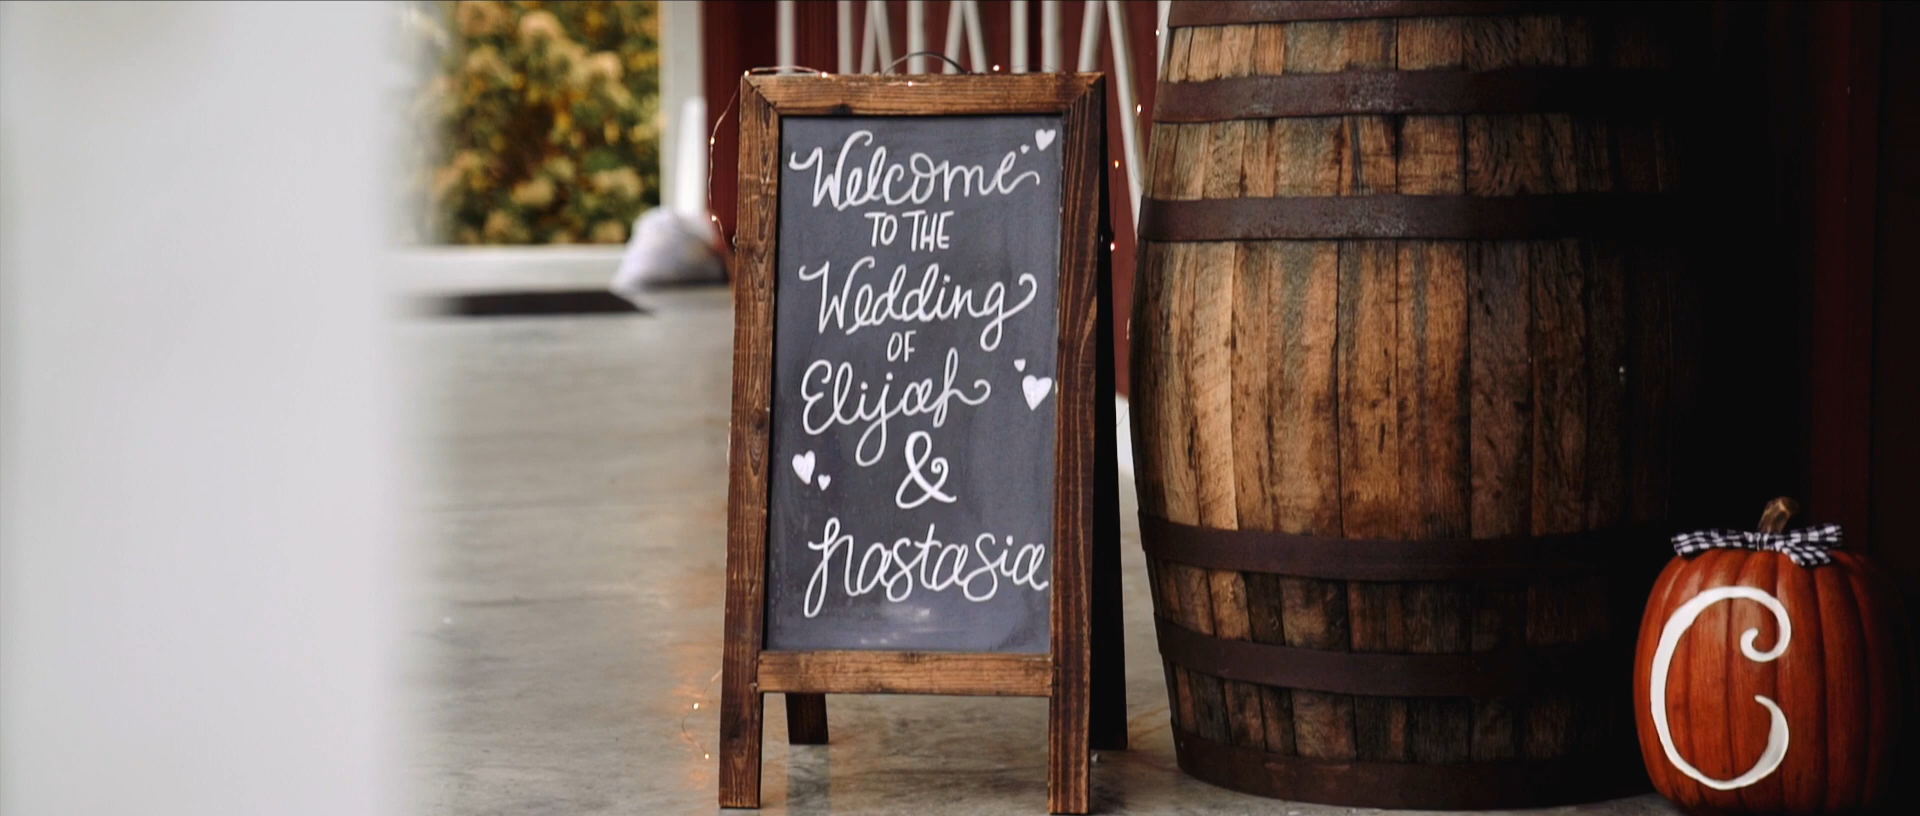 Welcome
TO THE
Wedding
OF
Elijah
&
Nastasia
C